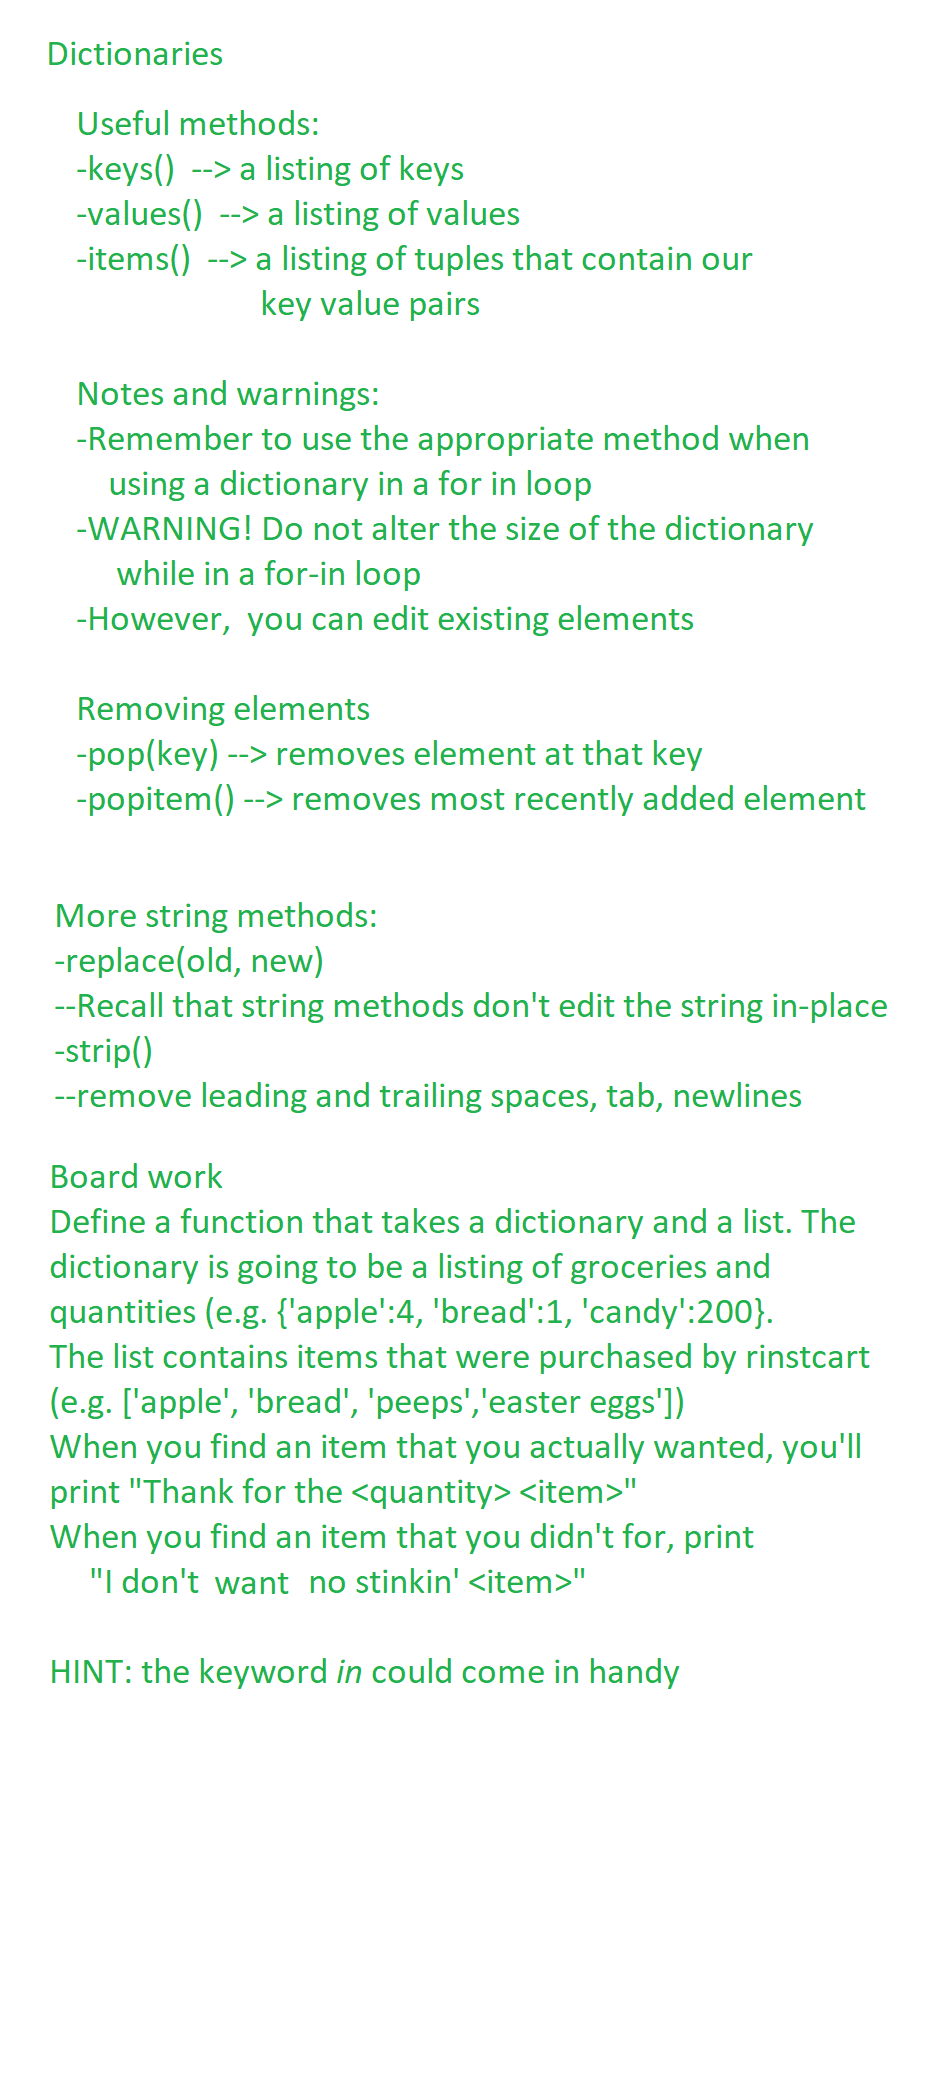 Dictionaries
Useful methods:
-keys()  --> a listing of keys
-values()  --> a listing of values
-items()  --> a listing of tuples that contain our
key value pairs
Notes and warnings:
-Remember to use the appropriate method when
using a dictionary in a for in loop
-WARNING! Do not alter the size of the dictionary
while in a for-in loop
-However,  you can edit existing elements
Removing elements
-pop(key) --> removes element at that key
-popitem() --> removes most recently added element
More string methods:
-replace(old, new)
--Recall that string methods don't edit the string in-place
-strip()
--remove leading and trailing spaces, tab, newlines
Board work
Define a function that takes a dictionary and a list. The
dictionary is going to be a listing of groceries and
quantities (e.g. {'apple':4, 'bread':1, 'candy':200}.
The list contains items that were purchased by rinstcart
(e.g. ['apple', 'bread', 'peeps','easter eggs'])
When you find an item that you actually wanted, you'll
print "Thank for the <quantity> <item>"
When you find an item that you didn't for, print
"I don't  want  no stinkin' <item>"
HINT: the keyword in could come in handy